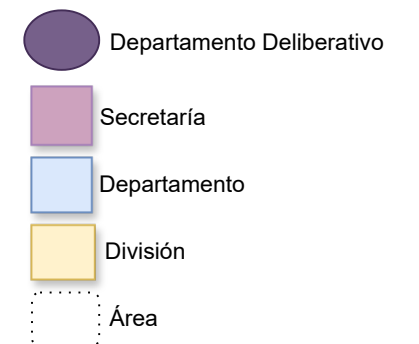 Departamento Deliberativo
Secretaría
Departamento
División
Área